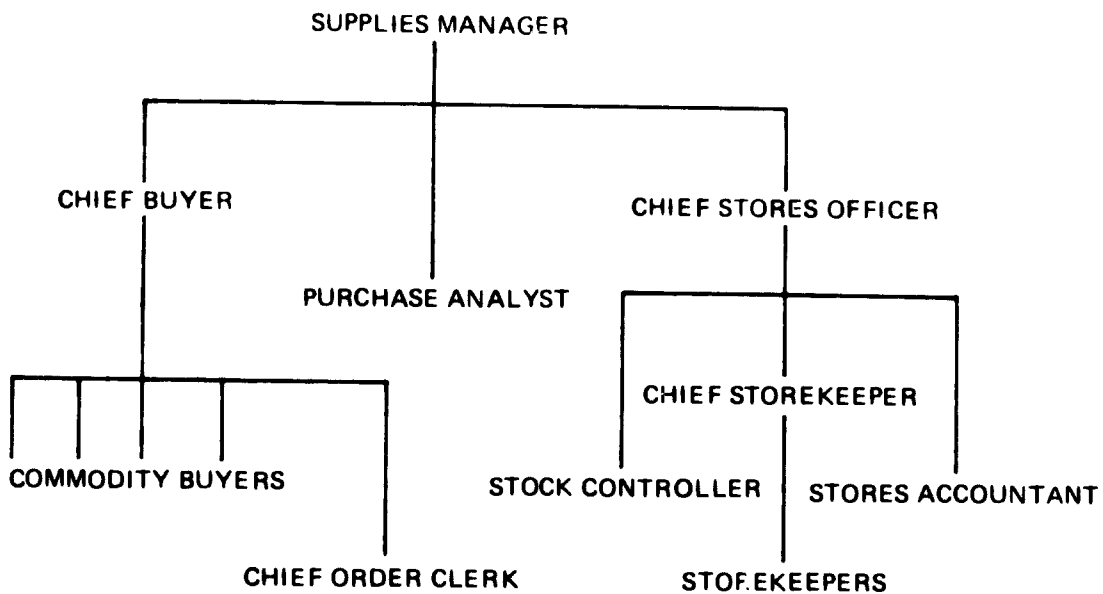 SUPPLIES MANAGER
CHIEF BUYER
CHIEF STORES OFFICER
PURCHASE ANALYST
CHIEF STOREKEEPER
COMMODITY BUYERS
STOCK CONTROLLER
STORES ACCOUNTANT
CHIEF ORDER CLERK
STOF.EKEEPERS